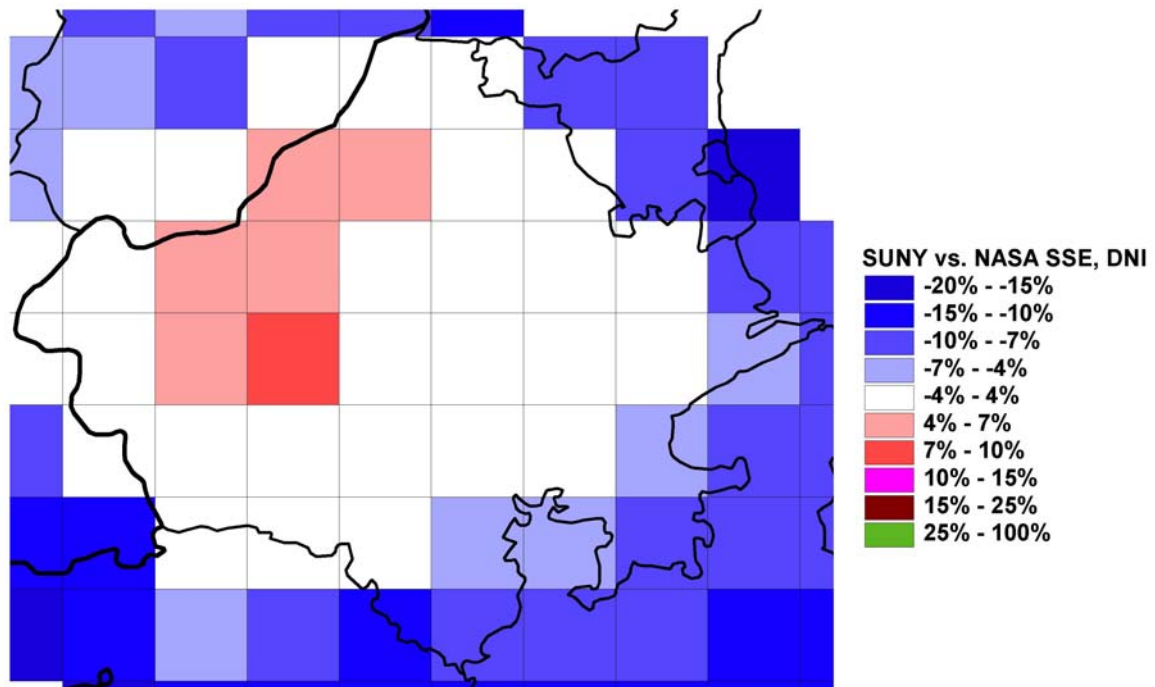 SUNY vs. NASA SSE, DNI
-20% - -15%
-15% - -10%
-10% - -7%
-7% - -4%
-4% - 4%
4% - 7%
7% - 10%
10% - 15%
15% - 25%
25% - 100%